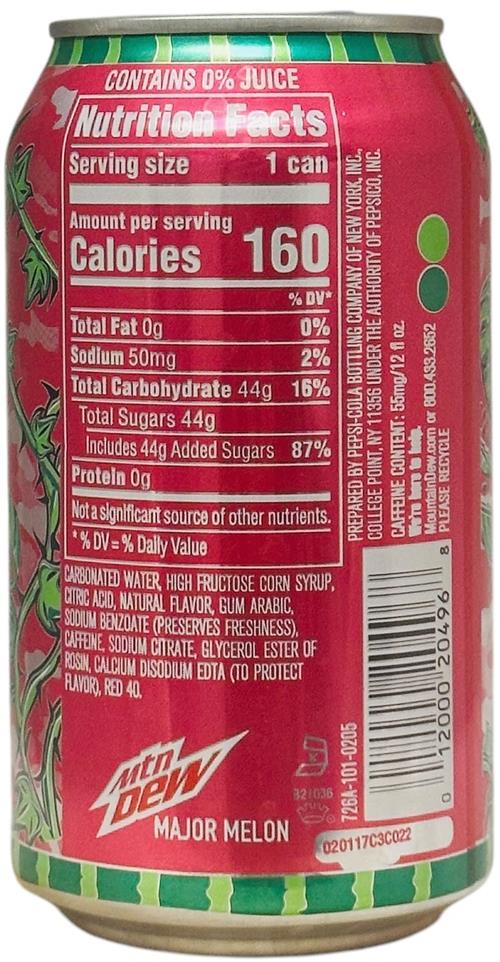 CONTAINS 0% JUICE
Nutrition Facts
Serving size 1 can
Amount per serving
Calories 160
% DV*
Total Fat 0g 0%
Sodium 50mg 2%
Total Carbohydrate 44g 16%
Total Sugars 44g
Includes 44g Added Sugars 87%
Protein 0g
Not a significant source of other nutrients.
* % DV = % Daily Value
CARBONATED WATER, HIGH FRUCTOSE CORN SYRUP,
CITRIC ACID, NATURAL FLAVOR, GUM ARABIC,
SODIUM BENZOATE (PRESERVES FRESHNESS),
CAFFEINE, SODIUM CITRATE, GLYCEROL ESTER OF
ROSIN, CALCIUM DISODIUM EDTA (TO PROTECT
FLAVOR), RED 40.
mtn
DEW
MAJOR MELON
PREPARED BY PEPSI-COLA BOTTLING COMPANY OF NEW YORK, INC.,
COLLEGE POINT, NY 11356 UNDER THE AUTHORITY OF PEPSICO, INC.
CAFFEINE CONTENT: 55mg/12 fl oz.
We're here to help.
MountainDew.com or 800.433.2652
PLEASE RECYCLE
0 12000 20496 8
726A-101-0205
321036
020117C3C022